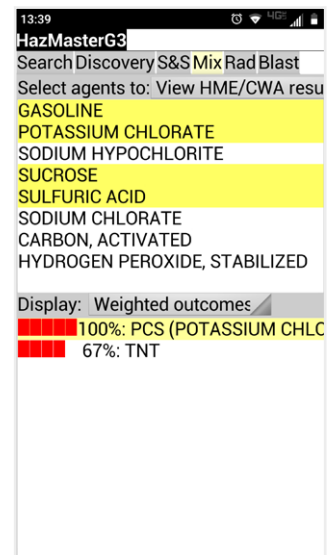 13:39 4G
HazMasterG3
Search Discovery S&S Mix Rad Blast
Select agents to: View HME/CWA resu
GASOLINE
POTASSIUM CHLORATE
SODIUM HYPOCHLORITE
SUCROSE
SULFURIC ACID
SODIUM CHLORATE
CARBON, ACTIVATED
HYDROGEN PEROXIDE, STABILIZED
Display: Weighted outcomes
100%: PCS (POTASSIUM CHLO
67%: TNT